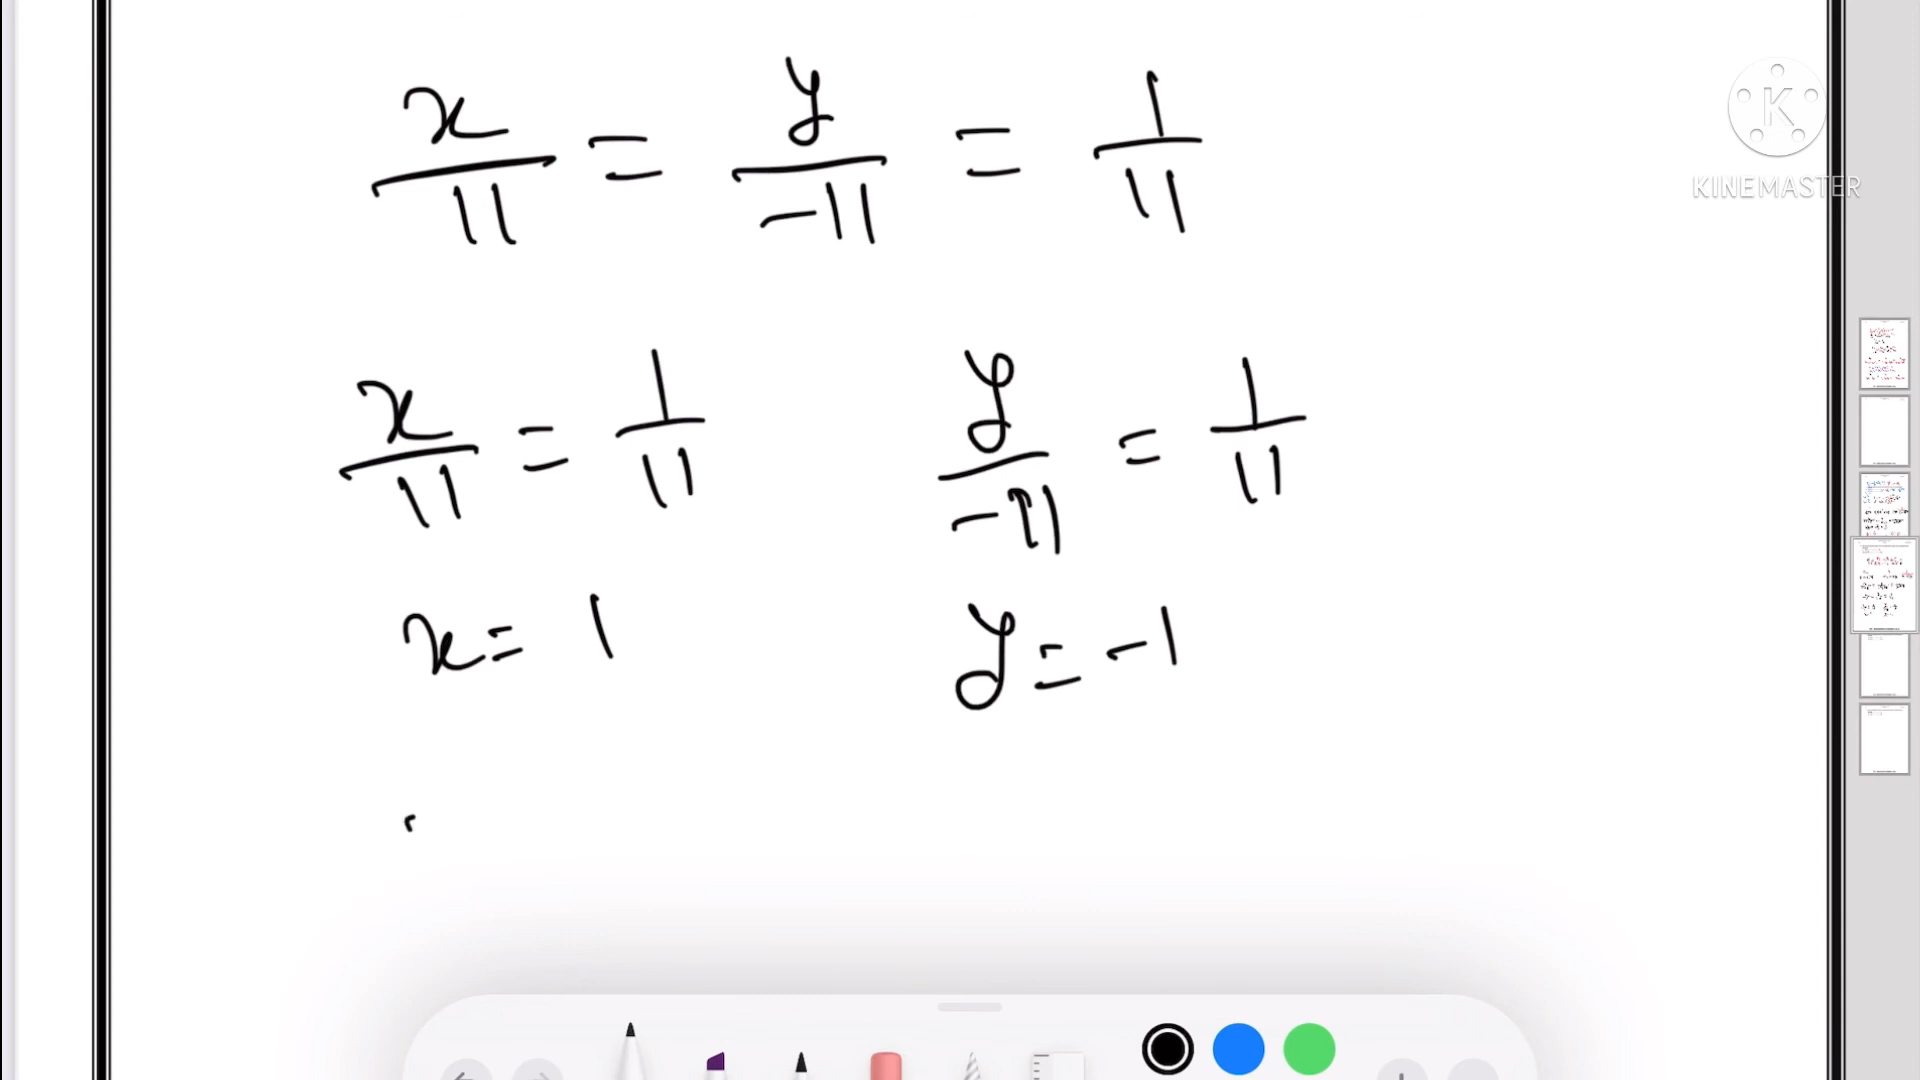 x/11 = y/-11 = 1/11
KINEMASTER
x/11 = 1/11 y/-11 = 1/11
x = 1 y = -1